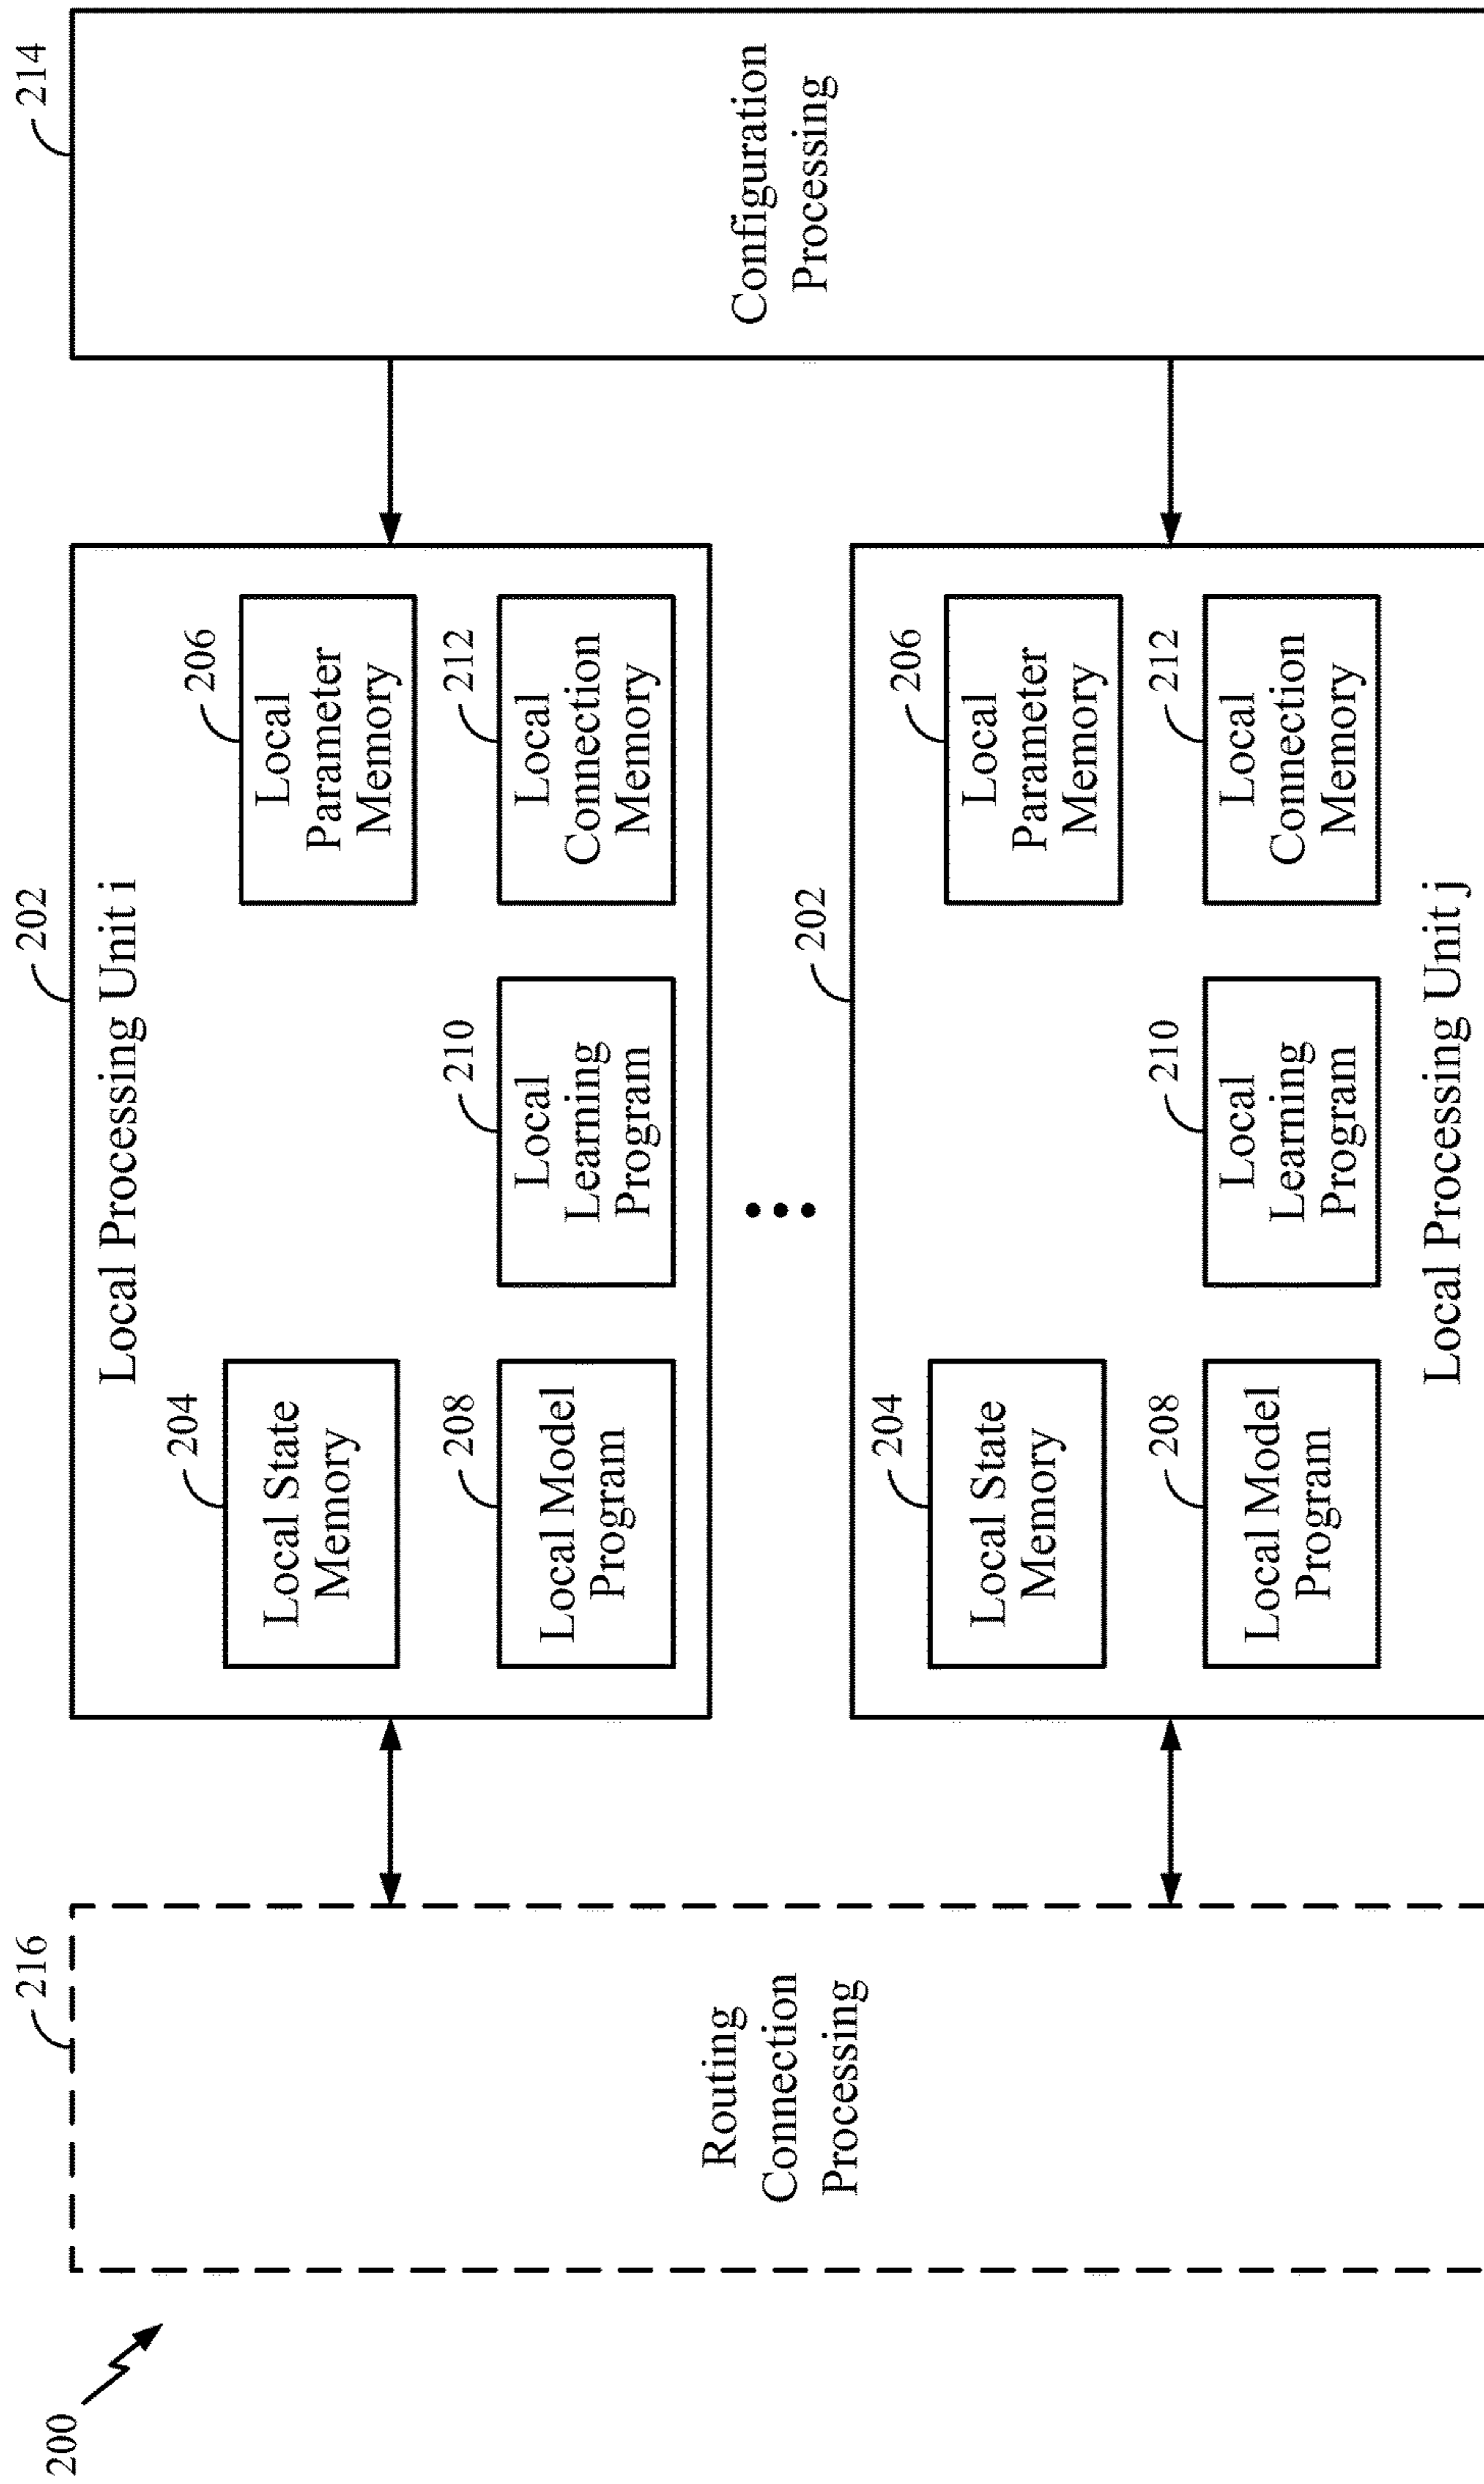 200
216
Routing
Connection
Processing
202
Local Processing Unit i
204
Local State
Memory
206
Local
Parameter
Memory
208
Local Model
Program
210
Local
Learning
Program
212
Local
Connection
Memory
202
204
Local State
Memory
206
Local
Parameter
Memory
208
Local Model
Program
210
Local
Learning
Program
212
Local
Connection
Memory
Local Processing Unit j
214
Configuration
Processing